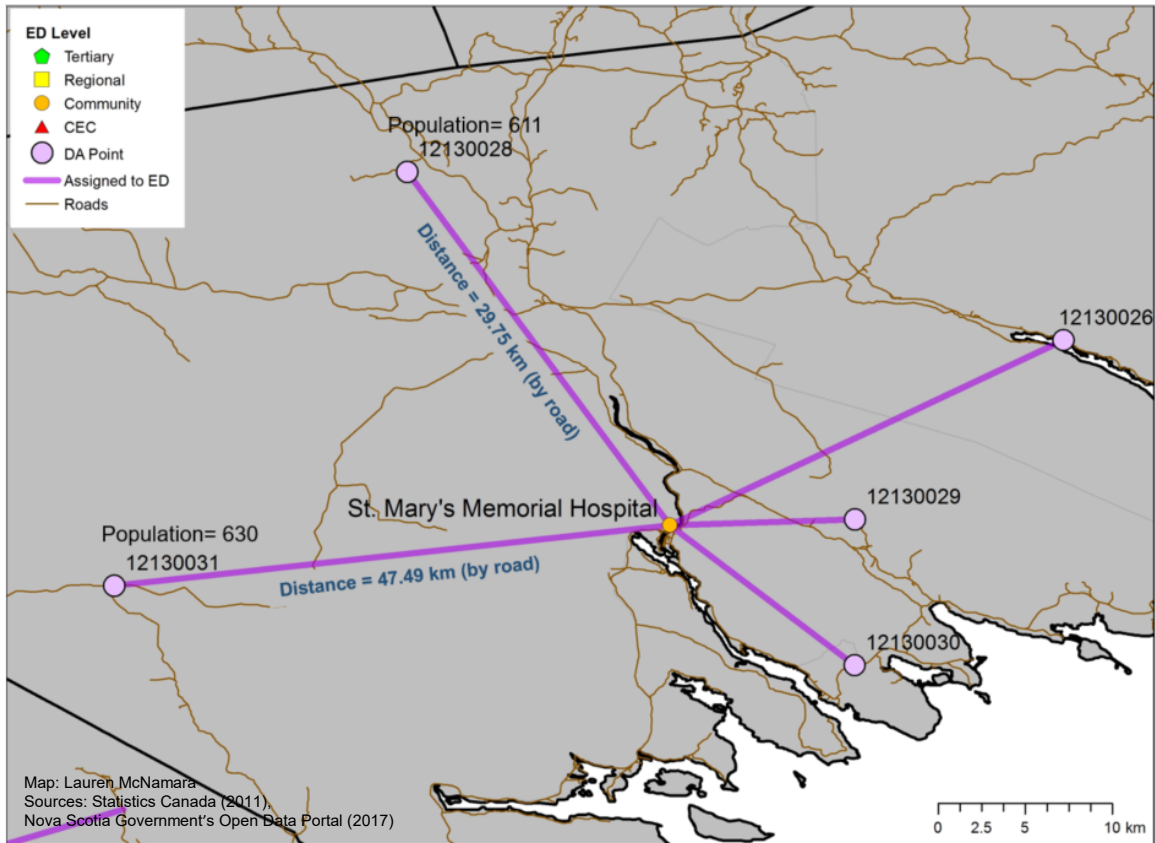 ED Level
Tertiary
Regional
Community
CEC
DA Point
Assigned to ED
Roads
Population= 611
12130028
Distance = 29.75 km (by road)
12130026
St. Mary's Memorial Hospital
12130029
Population= 630
12130031
Distance = 47.49 km (by road)
12130030
Map: Lauren McNamara
Sources: Statistics Canada (2011),
Nova Scotia Government's Open Data Portal (2017)
0 2.5 5 10 km